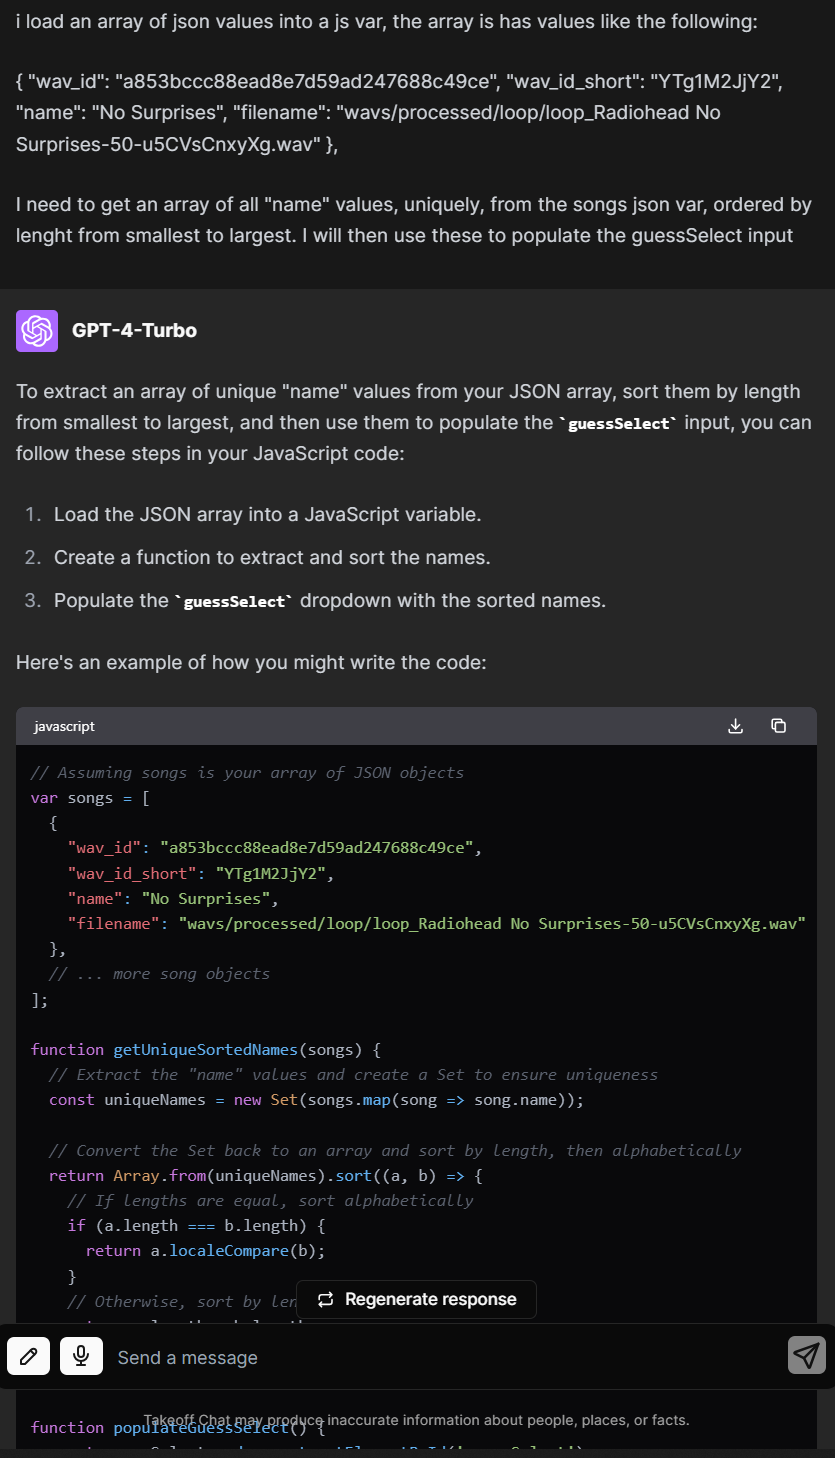 i load an array of json values into a js var, the array is has values like the following:
{ "wav_id": "a853bccc88ead8e7d59ad247688c49ce", "wav_id_short": "YTg1M2JjY2",
"name": "No Surprises", "filename": "wavs/processed/loop/loop_Radiohead No
Surprises-50-u5CVsCnxyXg.wav" },
I need to get an array of all "name" values, uniquely, from the songs json var, ordered by
lenght from smallest to largest. I will then use these to populate the guessSelect input
GPT-4-Turbo
To extract an array of unique "name" values from your JSON array, sort them by length
from smallest to largest, and then use them to populate the `guessSelect` input, you can
follow these steps in your JavaScript code:
1. Load the JSON array into a JavaScript variable.
2. Create a function to extract and sort the names.
3. Populate the `guessSelect` dropdown with the sorted names.
Here's an example of how you might write the code:
javascript
// Assuming songs is your array of JSON objects
var songs = [
  {
    "wav_id": "a853bccc88ead8e7d59ad247688c49ce",
    "wav_id_short": "YTg1M2JjY2",
    "name": "No Surprises",
    "filename": "wavs/processed/loop/loop_Radiohead No Surprises-50-u5CVsCnxyXg.wav"
  },
  // ... more song objects
];
function getUniqueSortedNames(songs) {
  // Extract the "name" values and create a Set to ensure uniqueness
  const uniqueNames = new Set(songs.map(song => song.name));
  // Convert the Set back to an array and sort by length, then alphabetically
  return Array.from(uniqueNames).sort((a, b) => {
    // If lengths are equal, sort alphabetically
    if (a.length === b.length) {
      return a.localeCompare(b);
    }
    // Otherwise, sort by len
Regenerate response
Send a message
Takeoff Chat may produce inaccurate information about people, places, or facts.
function populateGuessSelect() {